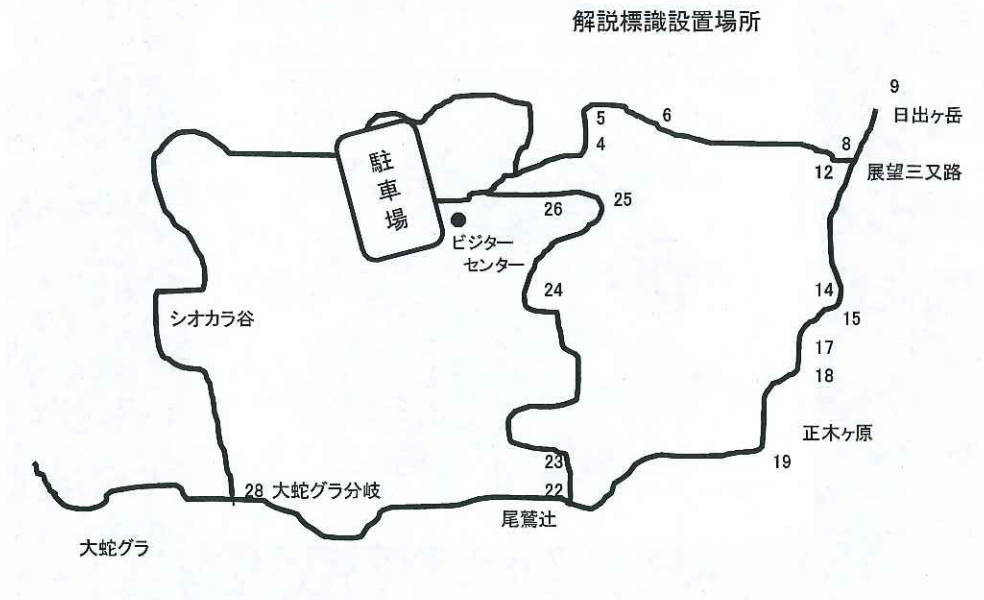 解説標識設置場所
9
日出ヶ岳
5
6
4
8
12
展望三又路
駐車場
26
25
ビジター
センター
24
14
15
シオカラ谷
17
18
正木ヶ原
23
19
28
大蛇グラ分岐
22
尾鷲辻
大蛇グラ